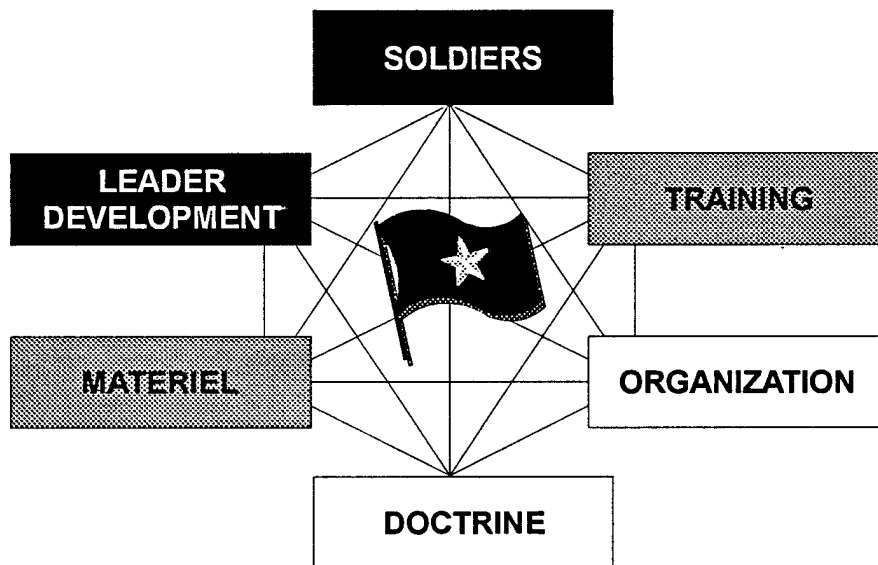 SOLDIERS
LEADER
DEVELOPMENT
TRAINING
MATERIEL
ORGANIZATION
DOCTRINE